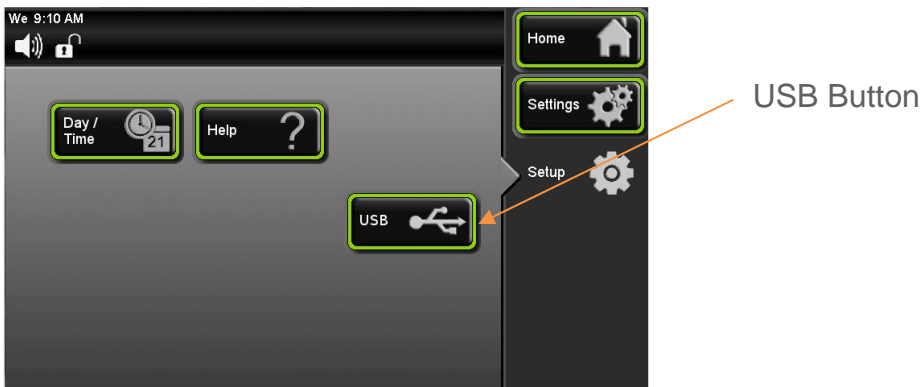 We 9:10 AM
Home
Settings
USB Button
Day /
Time
21
Help
?
Setup
USB